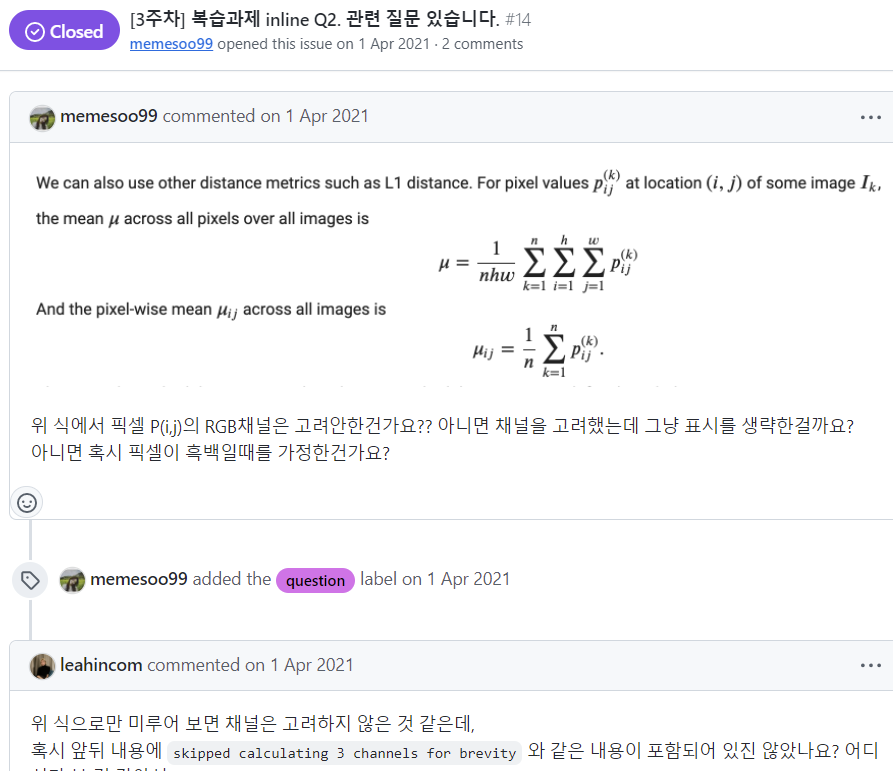 Closed
[3주차] 복습과제 inline Q2. 관련 질문 있습니다. #14
memesoo99 opened this issue on 1 Apr 2021 · 2 comments
memesoo99 commented on 1 Apr 2021
We can also use other distance metrics such as L1 distance. For pixel values p_{ij}^{(k)} at location (i, j) of some image I_k,
the mean μ across all pixels over all images is
μ = \frac{1}{nhw} \sum_{k=1}^{n} \sum_{i=1}^{h} \sum_{j=1}^{w} p_{ij}^{(k)}
And the pixel-wise mean μ_{ij} across all images is
μ_{ij} = \frac{1}{n} \sum_{k=1}^{n} p_{ij}^{(k)}.
위 식에서 픽셀 P(i,j)의 RGB채널은 고려안한건가요?? 아니면 채널을 고려했는데 그냥 표시를 생략한걸까요?
아니면 혹시 픽셀이 흑백일때를 가정한건가요?
memesoo99 added the question label on 1 Apr 2021
leahincom commented on 1 Apr 2021
위 식으로만 미루어 보면 채널은 고려하지 않은 것 같은데,
혹시 앞뒤 내용에 skipped calculating 3 channels for brevity 와 같은 내용이 포함되어 있진 않았나요? 어디